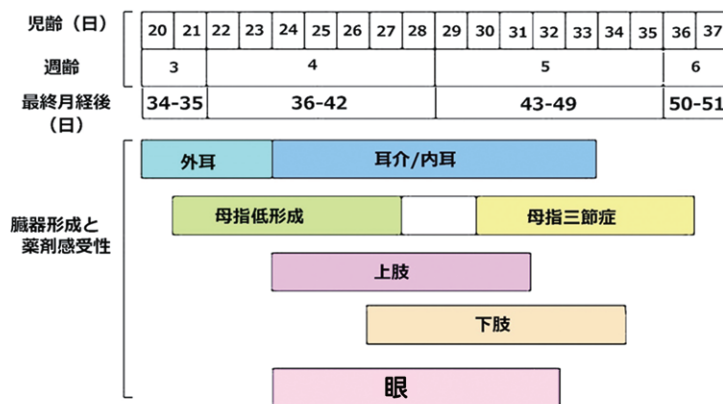 児齢（日） 20 21 22 23 24 25 26 27 28 29 30 31 32 33 34 35 36 37
週齢 3 4 5 6
最終月経後 34-35 36-42 43-49 50-51
（日）
外耳 耳介/内耳
母指低形成 母指三節症
臓器形成と
薬剤感受性
上肢
下肢
眼